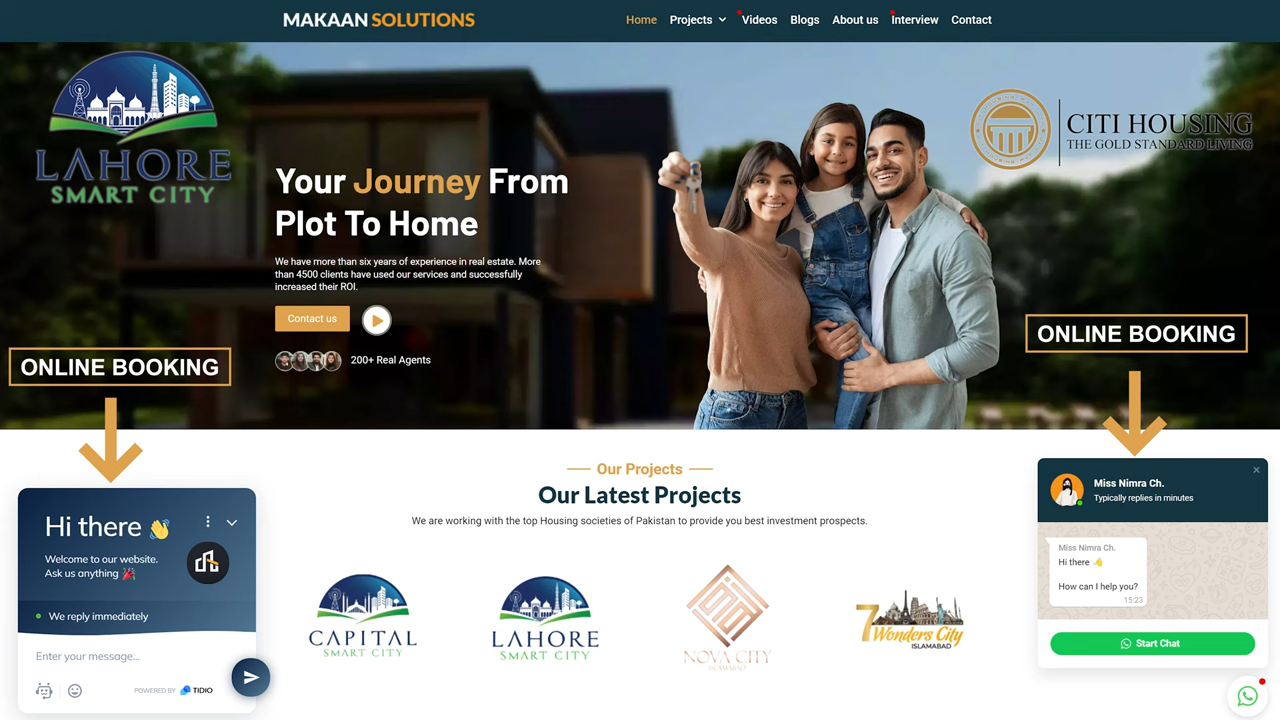 MAKAAN SOLUTIONS
Home Projects Videos Blogs About us Interview Contact
LAHORE
SMART CITY
CITI HOUSING
THE GOLD STANDARD LIVING
Your Journey From
Plot To Home
We have more than six years of experience in real estate. More
than 4500 clients have used our services and successfully
increased their ROI.
Contact us
200+ Real Agents
ONLINE BOOKING
ONLINE BOOKING
Our Projects
Our Latest Projects
We are working with the top Housing societies of Pakistan to provide you best investment prospects.
CAPITAL
SMART CITY
LAHORE
SMART CITY
NOVA CITY
ISLAMABAD
7 Wonders City
ISLAMABAD
Hi there 👋
Welcome to our website.
Ask us anything 🎉
We reply immediately
Enter your message...
POWERED BY TIDIO
Miss Nimra Ch.
Typically replies in minutes
Miss Nimra Ch.
Hi there 👋
How can I help you?
15:23
Start Chat